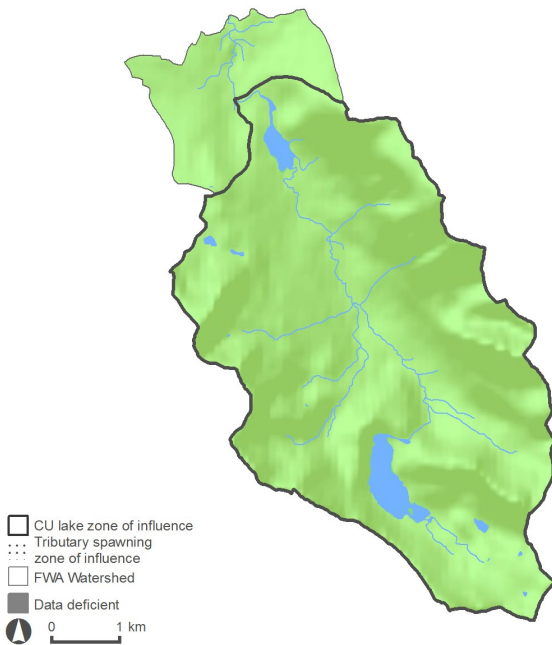 CU lake zone of influence
Tributary spawning
zone of influence
FWA Watershed
Data deficient
0 1 km